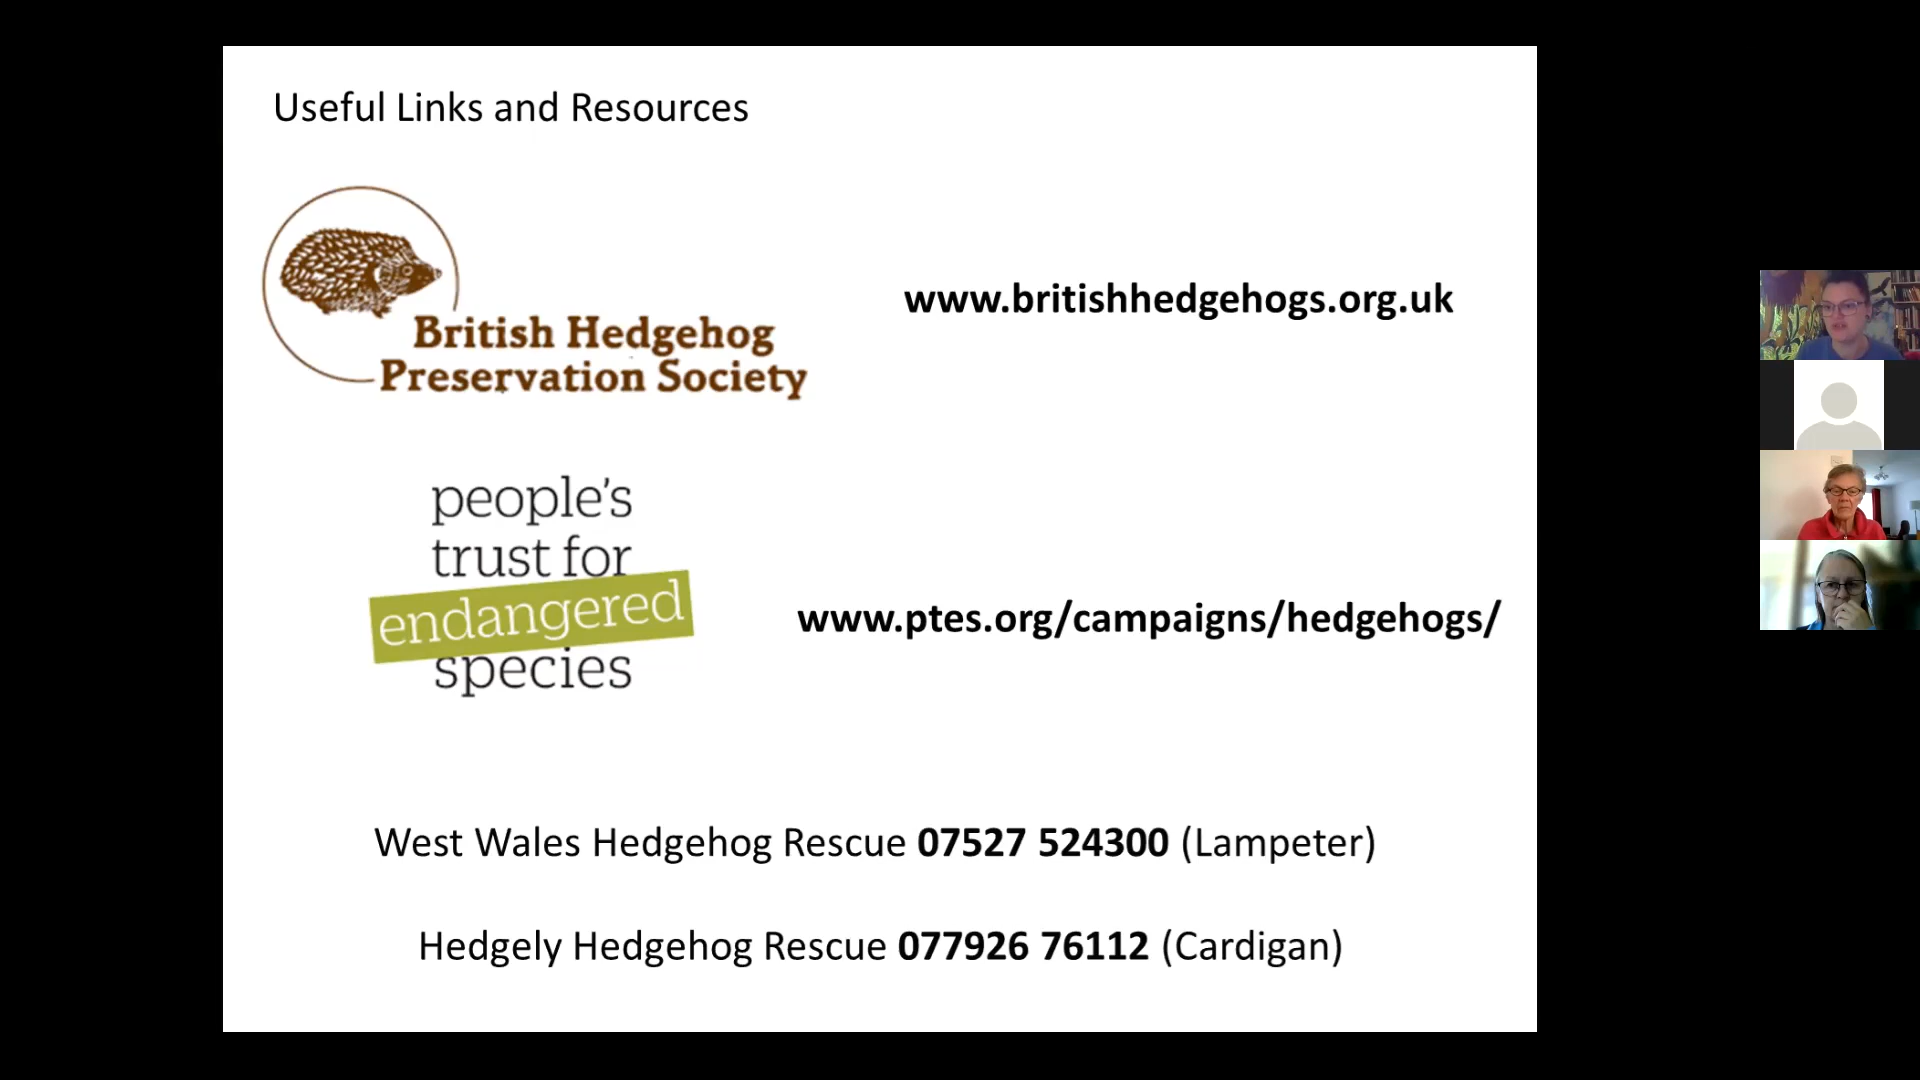 Useful Links and Resources
British Hedgehog
Preservation Society
www.britishhedgehogs.org.uk
people's
trust for
endangered
species
www.ptes.org/campaigns/hedgehogs/
West Wales Hedgehog Rescue 07527 524300 (Lampeter)
Hedgely Hedgehog Rescue 077926 76112 (Cardigan)